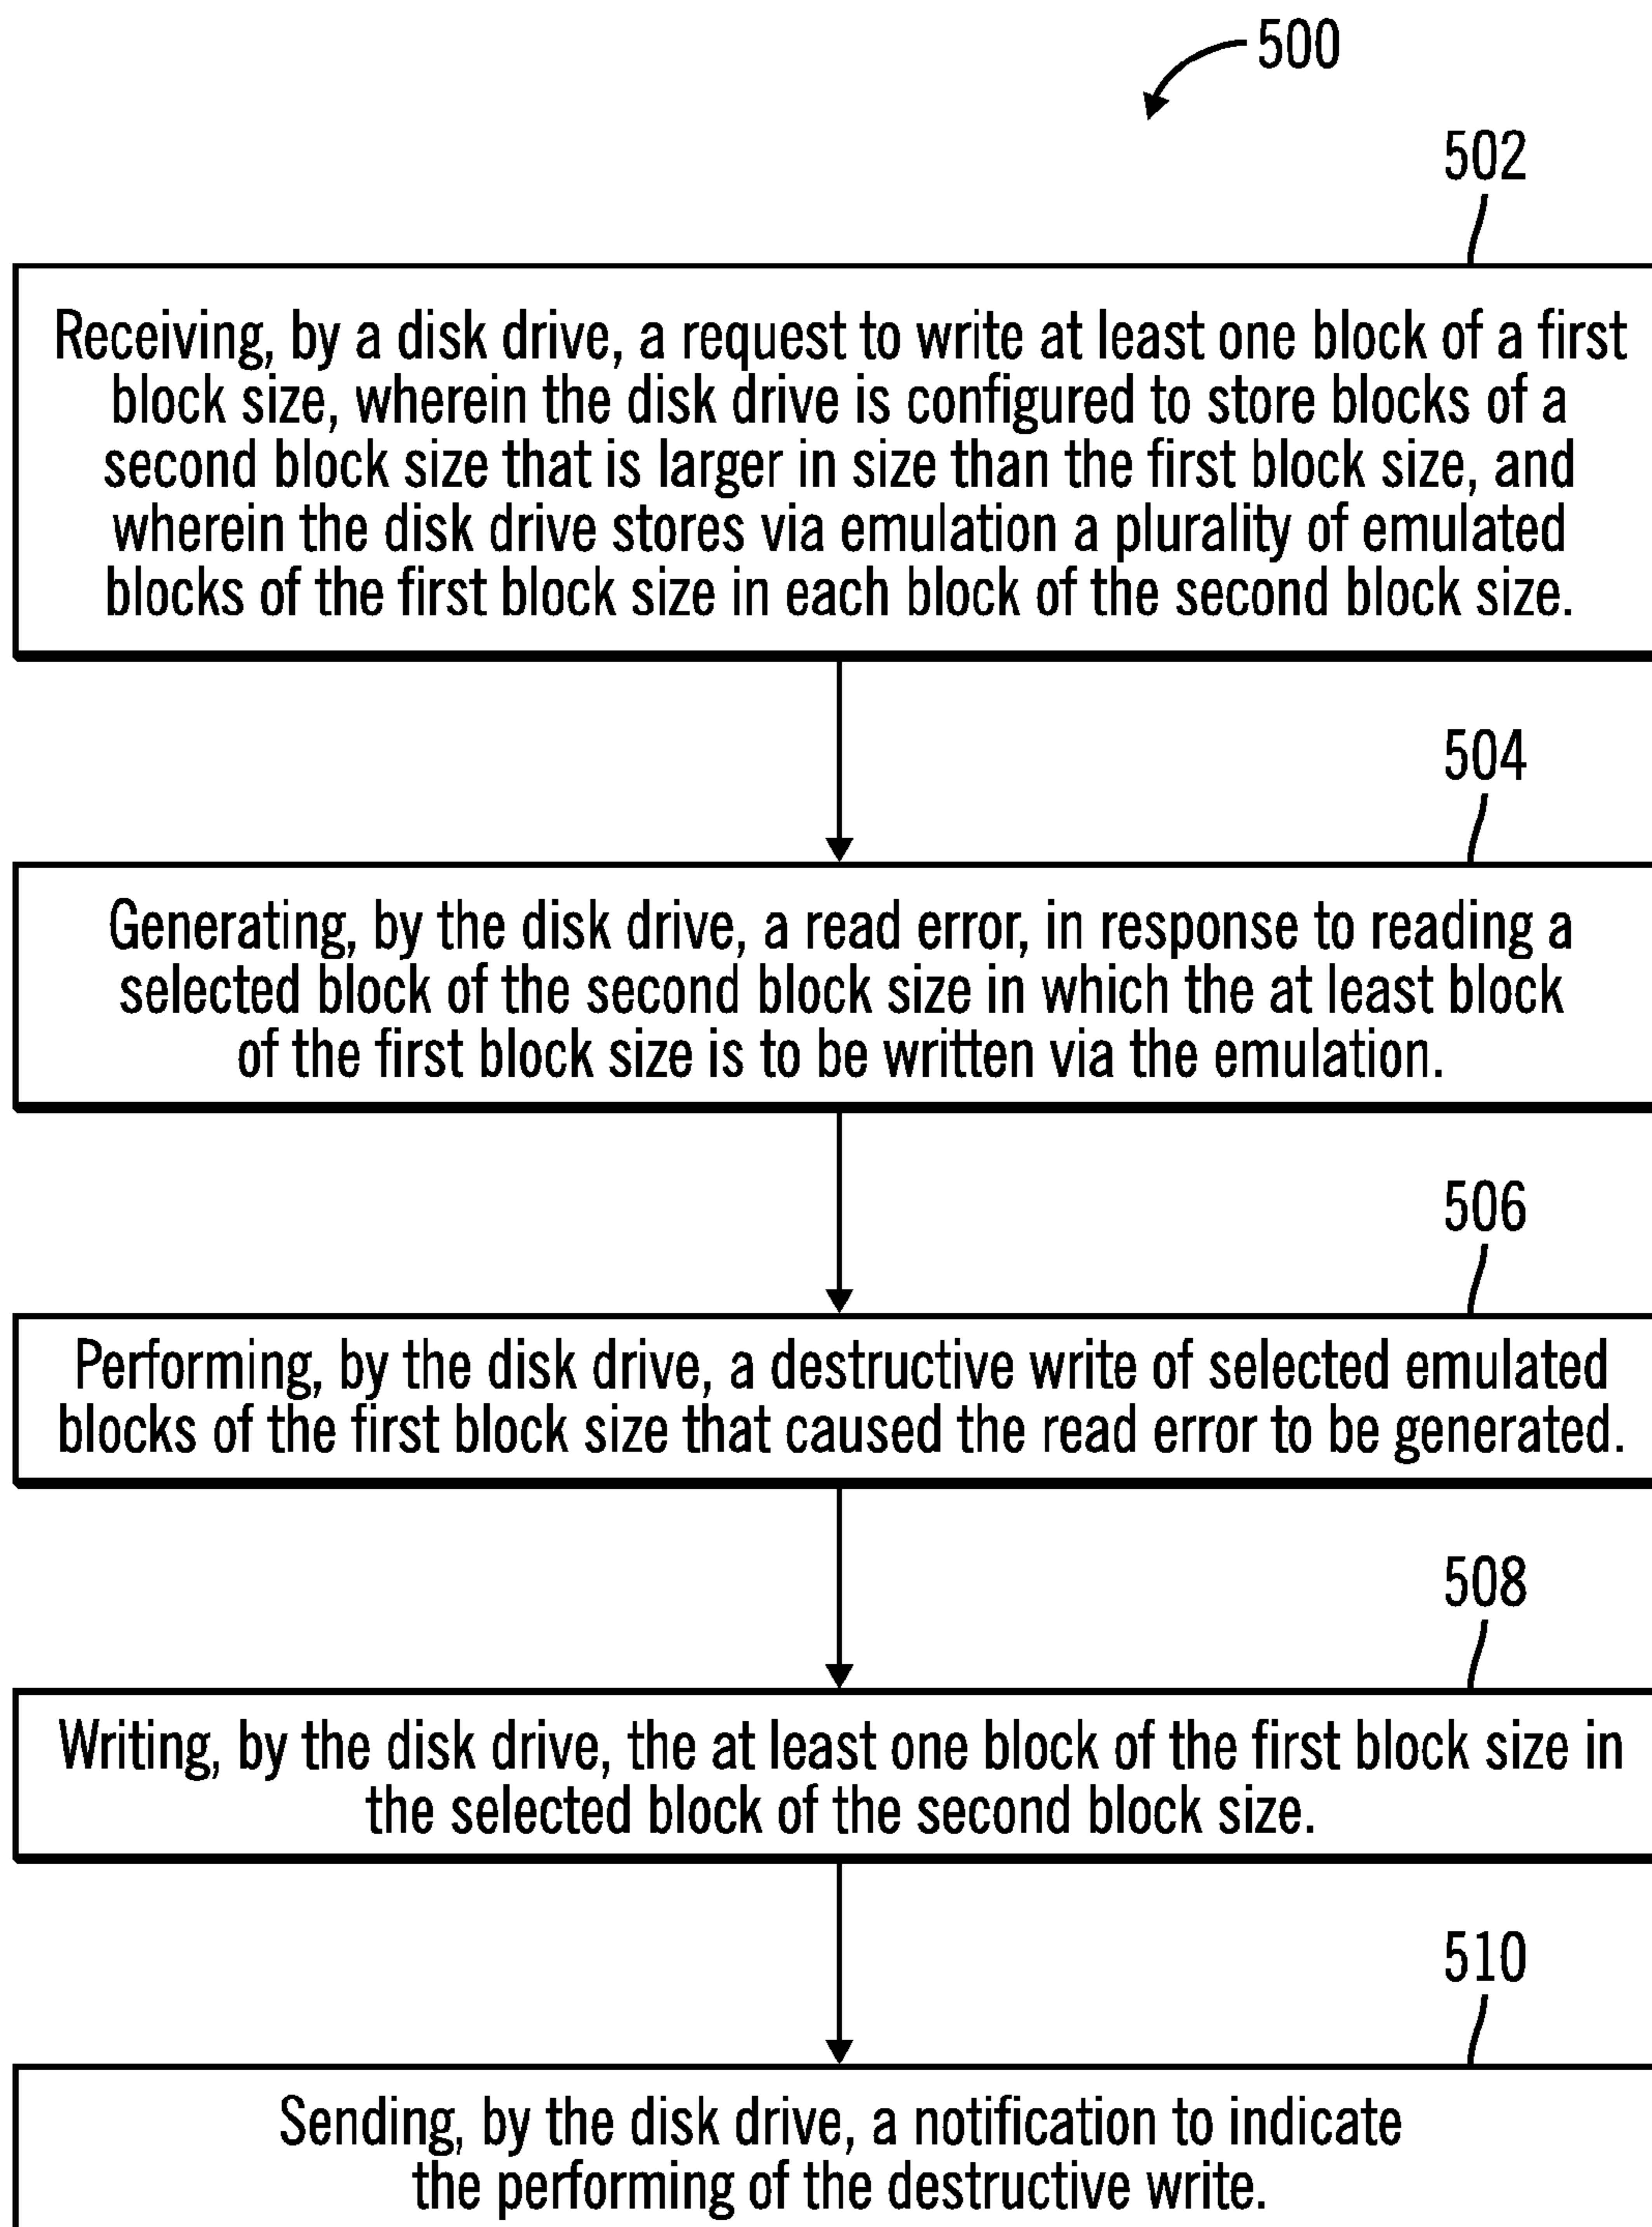 500
502
Receiving, by a disk drive, a request to write at least one block of a first
block size, wherein the disk drive is configured to store blocks of a
second block size that is larger in size than the first block size, and
wherein the disk drive stores via emulation a plurality of emulated
blocks of the first block size in each block of the second block size.
504
Generating, by the disk drive, a read error, in response to reading a
selected block of the second block size in which the at least block
of the first block size is to be written via the emulation.
506
Performing, by the disk drive, a destructive write of selected emulated
blocks of the first block size that caused the read error to be generated.
508
Writing, by the disk drive, the at least one block of the first block size in
the selected block of the second block size.
510
Sending, by the disk drive, a notification to indicate
the performing of the destructive write.